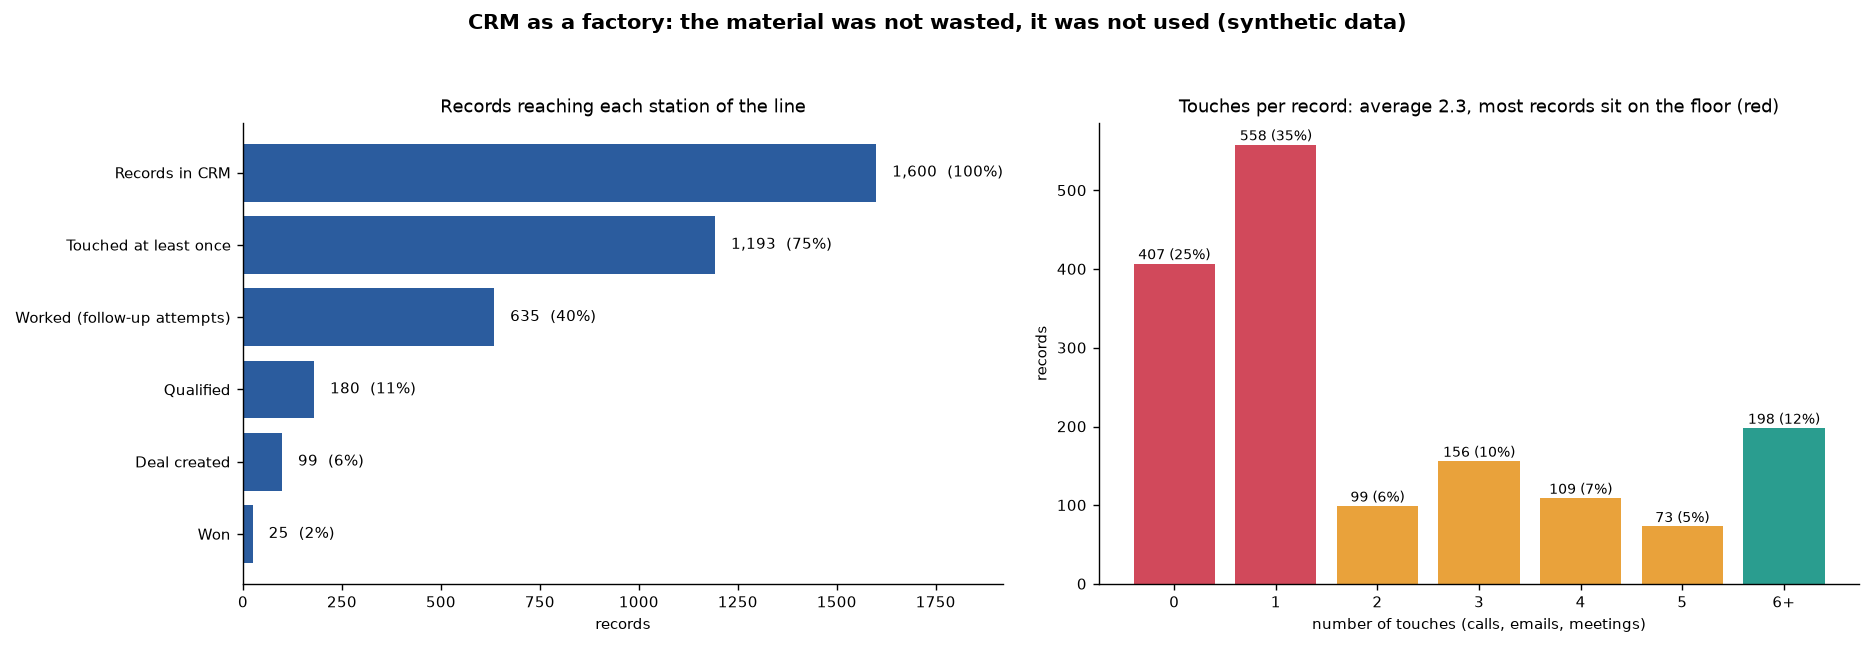 CRM as a factory: the material was not wasted, it was not used (synthetic data)
Records reaching each station of the line
Records in CRM
1,600 (100%)
Touched at least once
1,193 (75%)
Worked (follow-up attempts)
635 (40%)
Qualified
180 (11%)
Deal created
99 (6%)
Won
25 (2%)
0 250 500 750 1000 1250 1500 1750
records
Touches per record: average 2.3, most records sit on the floor (red)
records
500
400
300
200
100
0
407 (25%)
558 (35%)
99 (6%)
156 (10%)
109 (7%)
73 (5%)
198 (12%)
0 1 2 3 4 5 6+
number of touches (calls, emails, meetings)